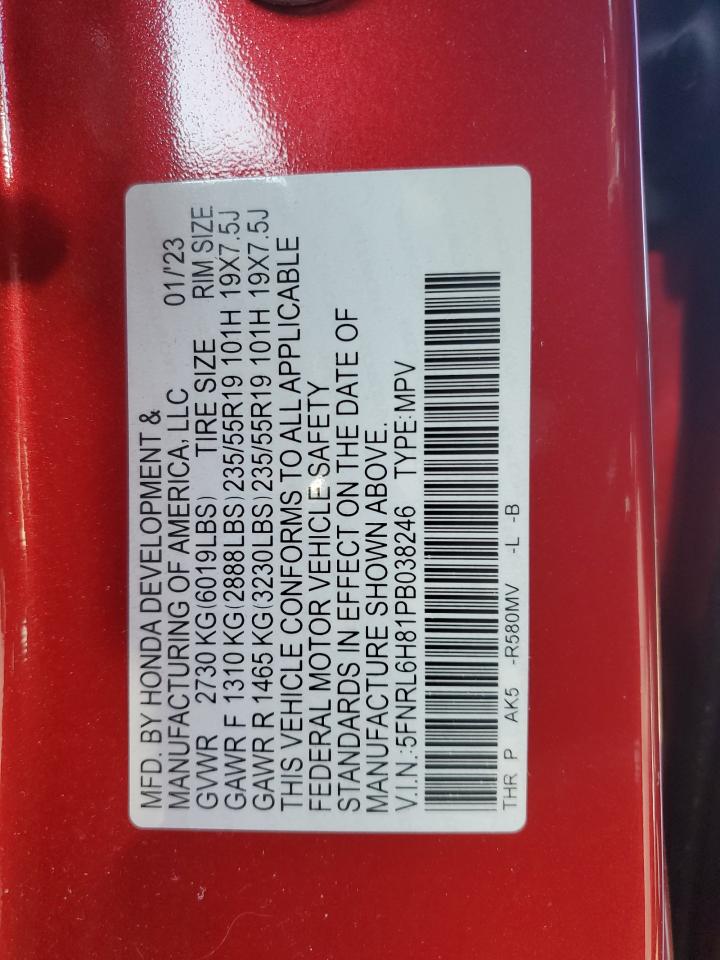 MFD. BY HONDA DEVELOPMENT &
MANUFACTURING OF AMERICA, LLC 01/'23
GVWR 2730 KG(6019LBS) TIRE SIZE RIM SIZE
GAWR F 1310 KG(2888LBS) 235/55R19 101H 19X7.5J
GAWR R 1465 KG(3230LBS) 235/55R19 101H 19X7.5J
THIS VEHICLE CONFORMS TO ALL APPLICABLE
FEDERAL MOTOR VEHICLE SAFETY
STANDARDS IN EFFECT ON THE DATE OF
MANUFACTURE SHOWN ABOVE.
V.I.N.:5FNRL6H81PB038246 TYPE:MPV
THR P AK5 -R580MV -L -B